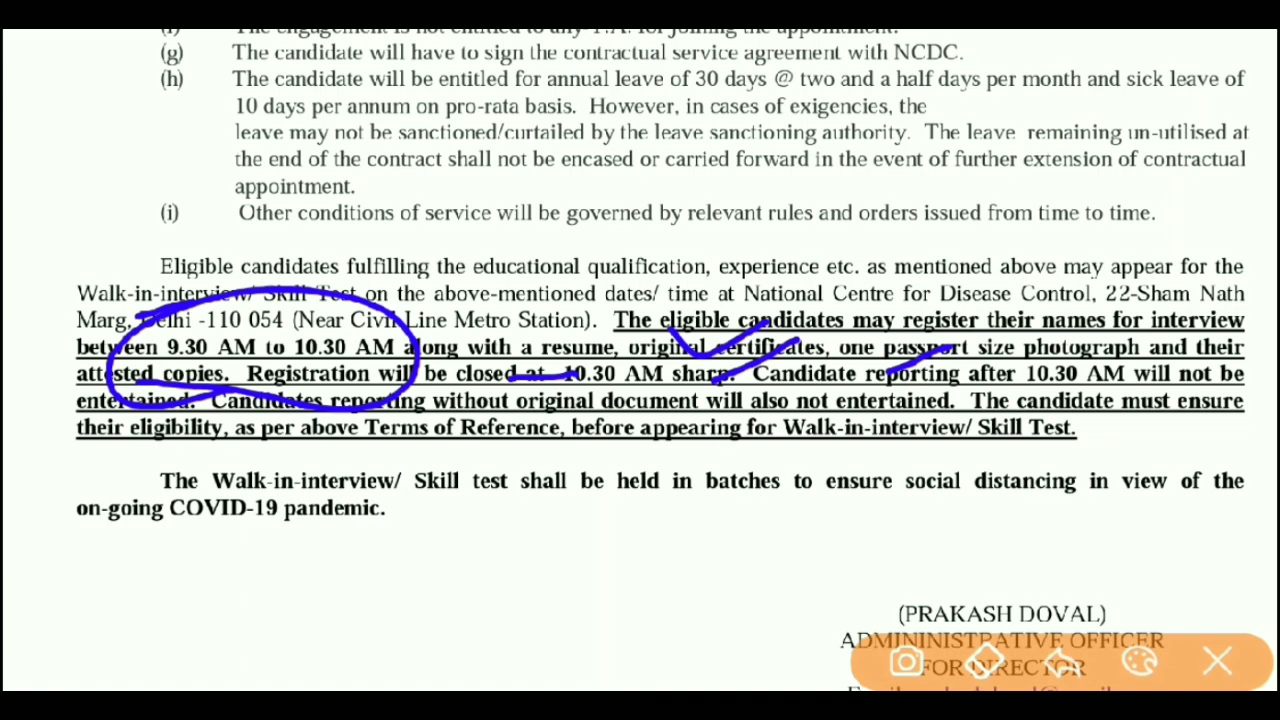 (g) The candidate will have to sign the contractual service agreement with NCDC.
(h) The candidate will be entitled for annual leave of 30 days @ two and a half days per month and sick leave of
10 days per annum on pro-rata basis. However, in cases of exigencies, the
leave may not be sanctioned/curtailed by the leave sanctioning authority. The leave remaining un-utilised at
the end of the contract shall not be encased or carried forward in the event of further extension of contractual
appointment.
(i) Other conditions of service will be governed by relevant rules and orders issued from time to time.
Eligible candidates fulfilling the educational qualification, experience etc. as mentioned above may appear for the
Walk-in-interview/ Skill Test on the above-mentioned dates/ time at National Centre for Disease Control, 22-Sham Nath
Marg, Delhi -110 054 (Near Civil Line Metro Station). The eligible candidates may register their names for interview
between 9.30 AM to 10.30 AM along with a resume, original certificates, one passport size photograph and their
attested copies. Registration will be closed at 10.30 AM sharp. Candidate reporting after 10.30 AM will not be
entertained. Candidates reporting without original document will also not entertained. The candidate must ensure
their eligibility, as per above Terms of Reference, before appearing for Walk-in-interview/ Skill Test.
The Walk-in-interview/ Skill test shall be held in batches to ensure social distancing in view of the
on-going COVID-19 pandemic.
(PRAKASH DOVAL)
ADMININISTRATIVE OFFICER
FOR DIRECTOR